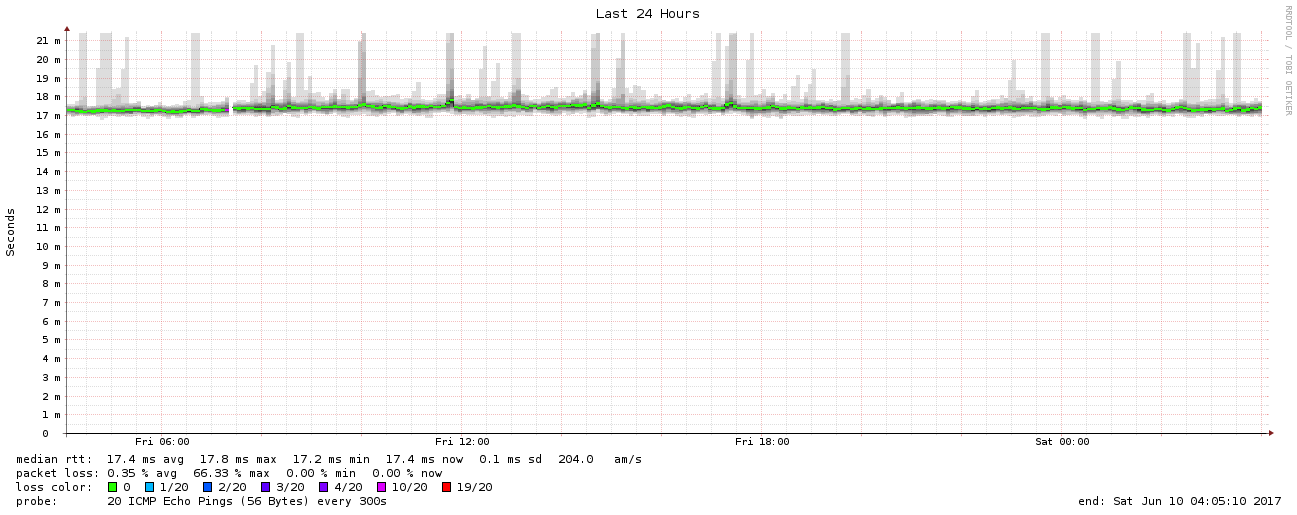 Last 24 Hours
RRDTOOL / TOBI OETIKER
Seconds
21 m
20 m
19 m
18 m
17 m
16 m
15 m
14 m
13 m
12 m
11 m
10 m
9 m
8 m
7 m
6 m
5 m
4 m
3 m
2 m
1 m
0
Fri 06:00 Fri 12:00 Fri 18:00 Sat 00:00
median rtt: 17.4 ms avg 17.8 ms max 17.2 ms min 17.4 ms now 0.1 ms sd 204.0 am/s
packet loss: 0.35 % avg 66.33 % max 0.00 % min 0.00 % now
loss color: 0 1/20 2/20 3/20 4/20 10/20 19/20
probe: 20 ICMP Echo Pings (56 Bytes) every 300s end: Sat Jun 10 04:05:10 2017